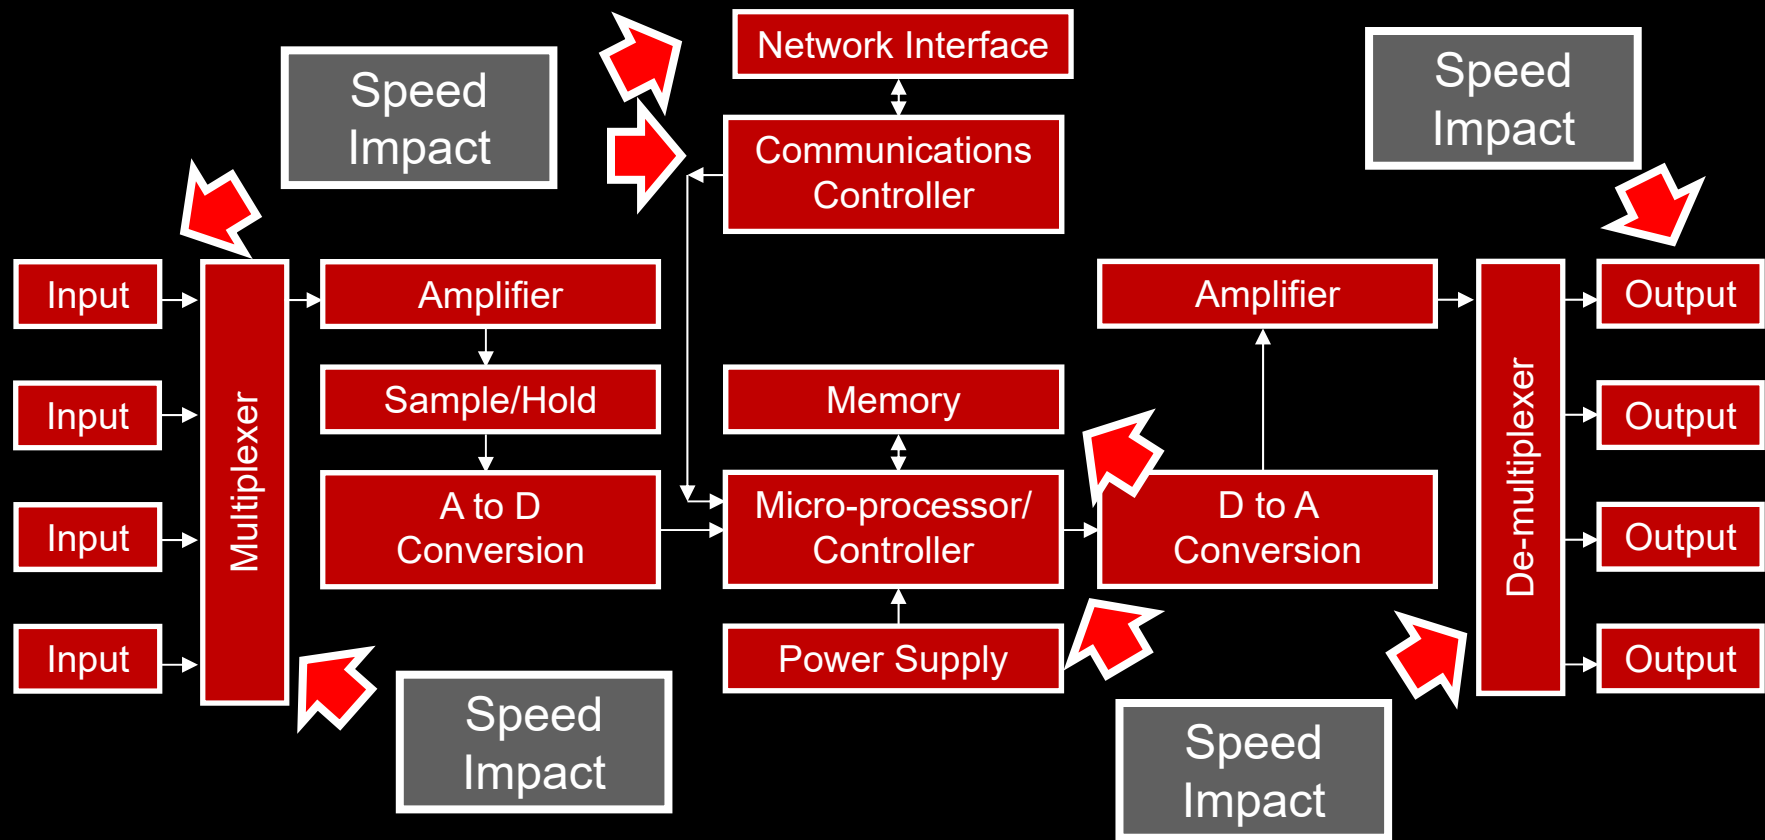 Network Interface
Speed
Impact
Speed
Impact
Communications
Controller
Input
Multiplexer
Amplifier
Amplifier
De-multiplexer
Output
Input
Sample/Hold
Memory
Output
A to D
Conversion
Micro-processor/
Controller
D to A
Conversion
Input
Output
Input
Power Supply
Output
Speed
Impact
Speed
Impact